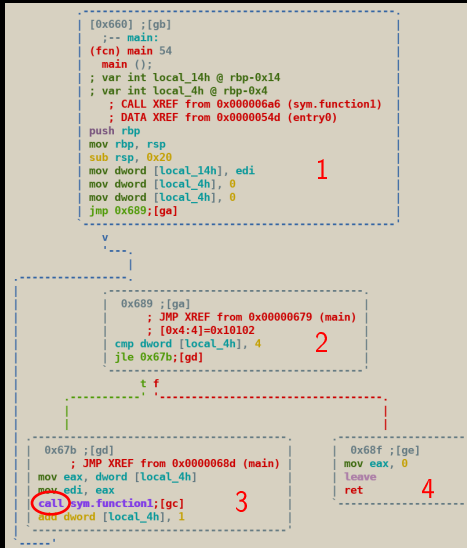 [0x660] ;[gb]
;-- main:
(fcn) main 54
main ();
; var int local_14h @ rbp-0x14
; var int local_4h @ rbp-0x4
; CALL XREF from 0x000006a6 (sym.function1)
; DATA XREF from 0x0000054d (entry0)
push rbp
mov rbp, rsp
sub rsp, 0x20
mov dword [local_14h], edi
mov dword [local_4h], 0
mov dword [local_4h], 0
jmp 0x689;[ga]
1
v
0x689 ;[ga]
; JMP XREF from 0x00000679 (main)
; [0x4:4]=0x10102
cmp dword [local_4h], 4
jle 0x67b;[gd]
2
t f
0x67b ;[gd]
; JMP XREF from 0x0000068d (main)
mov eax, dword [local_4h]
mov edi, eax
call sym.function1;[gc]
add dword [local_4h], 1
3
0x68f ;[ge]
mov eax, 0
leave
ret
4